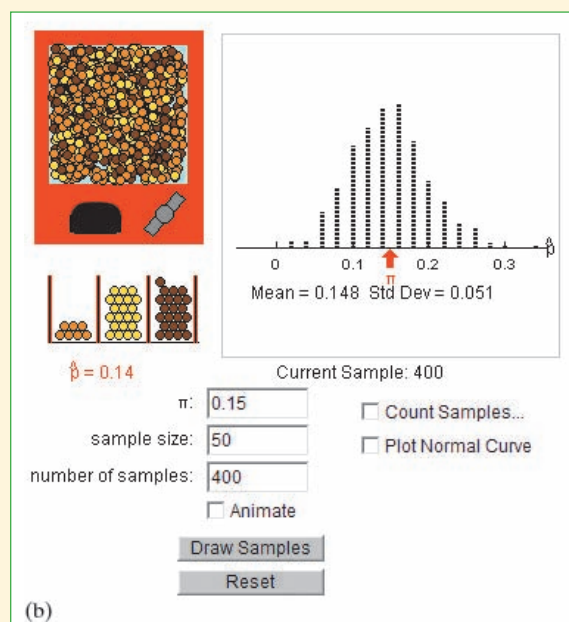 p̂
0 0.1 0.2 0.3
π
Mean = 0.148 Std Dev = 0.051
p̂ = 0.14
Current Sample: 400
π: 0.15
Count Samples...
sample size: 50
Plot Normal Curve
number of samples: 400
Animate
Draw Samples
Reset
(b)